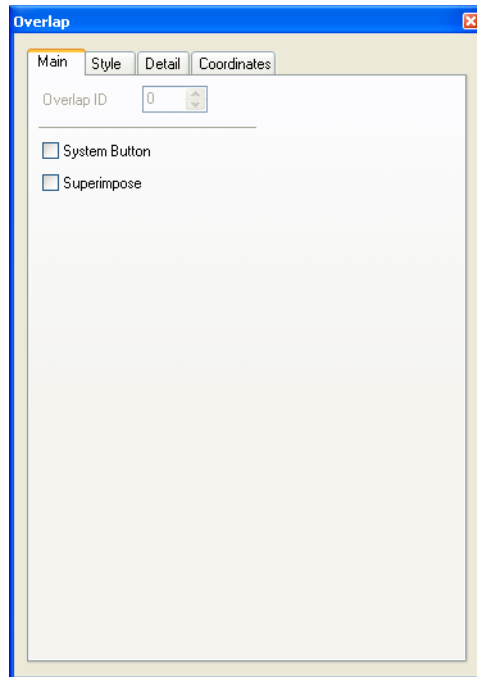 Overlap
Main Style Detail Coordinates
Overlap ID 0
System Button
Superimpose